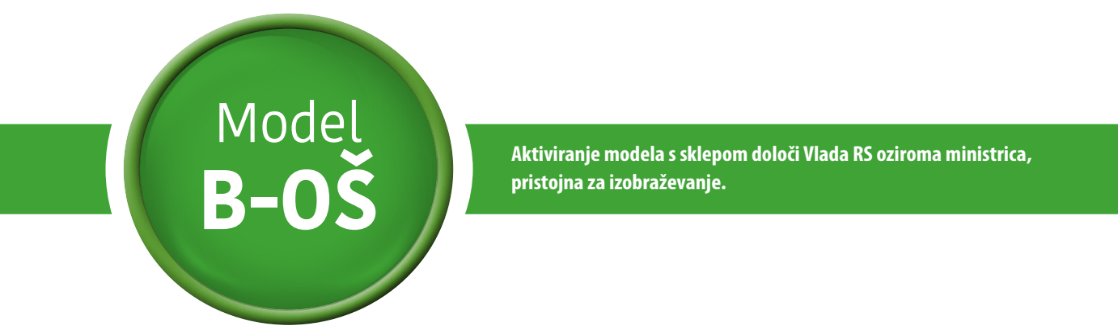 Model
B-OŠ
Aktiviranje modela s sklepom določi Vlada RS oziroma ministrica,
pristojna za izobraževanje.